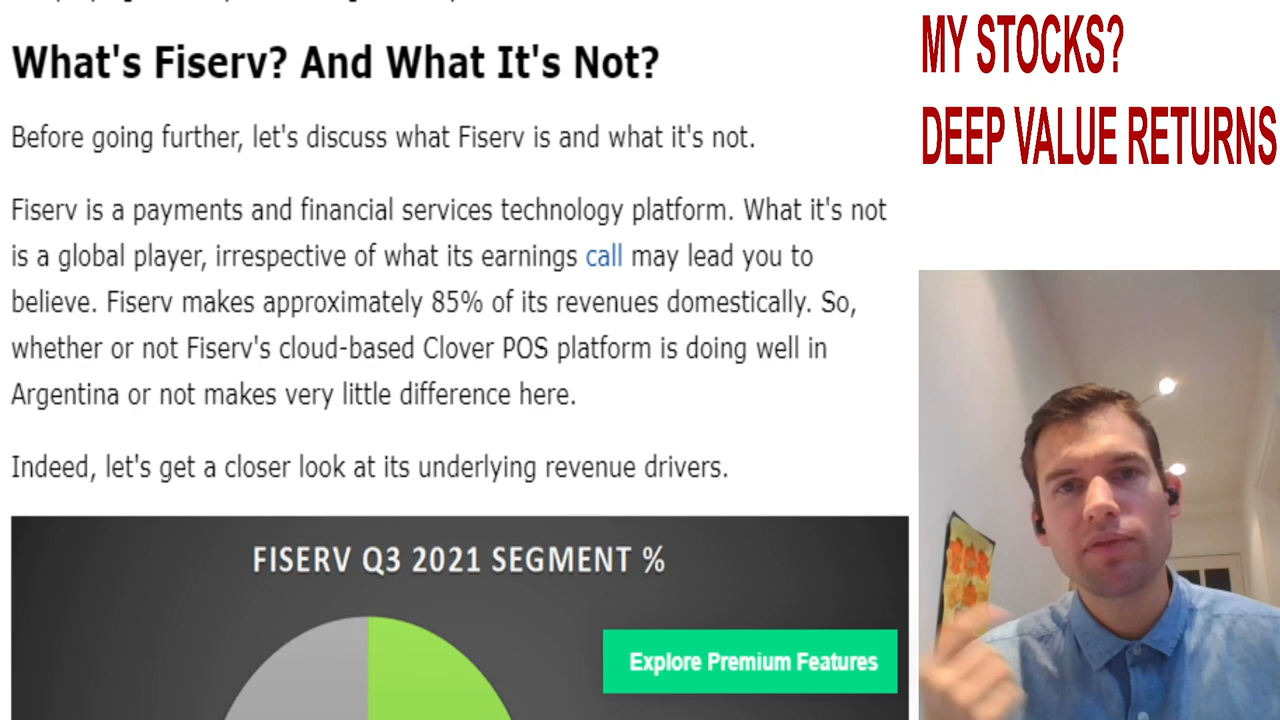 What's Fiserv? And What It's Not?
Before going further, let's discuss what Fiserv is and what it's not.
Fiserv is a payments and financial services technology platform. What it's not
is a global player, irrespective of what its earnings call may lead you to
believe. Fiserv makes approximately 85% of its revenues domestically. So,
whether or not Fiserv's cloud-based Clover POS platform is doing well in
Argentina or not makes very little difference here.
Indeed, let's get a closer look at its underlying revenue drivers.
FISERV Q3 2021 SEGMENT %
Explore Premium Features
MY STOCKS?
DEEP VALUE RETURNS